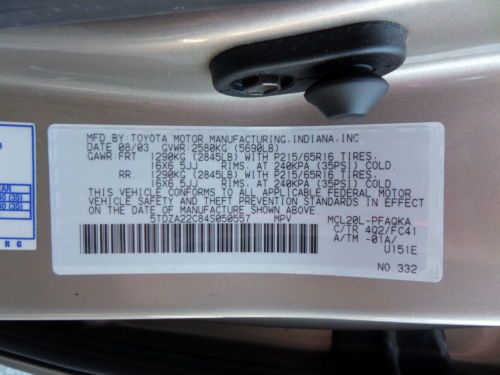 MFD.BY:TOYOTA MOTOR MANUFACTURING,INDIANA,INC
DATE 08/03 GVWR 2580KG (5690LB)
GAWR:FRT. 1290KG (2845LB) WITH P215/65R16 TIRES,
16X6.5JJ RIMS, AT 240KPA (35PSI) COLD.
RR 1290KG (2845LB) WITH P215/65R16 TIRES,
16X6.5JJ RIMS, AT 240KPA (35PSI) COLD.
THIS VEHICLE CONFORMS TO ALL APPLICABLE FEDERAL MOTOR
VEHICLE SAFETY AND THEFT PREVENTION STANDARDS
IN EFFECT ON THE DATE OF MANUFACTURE SHOWN ABOVE
5TDZA22C84S050557 MPV MCL20L-PFAQKA
C/TR 4Q2/FC41
A/TM -01A/
U151E
NO 332
AR
(35)
(35)
R G